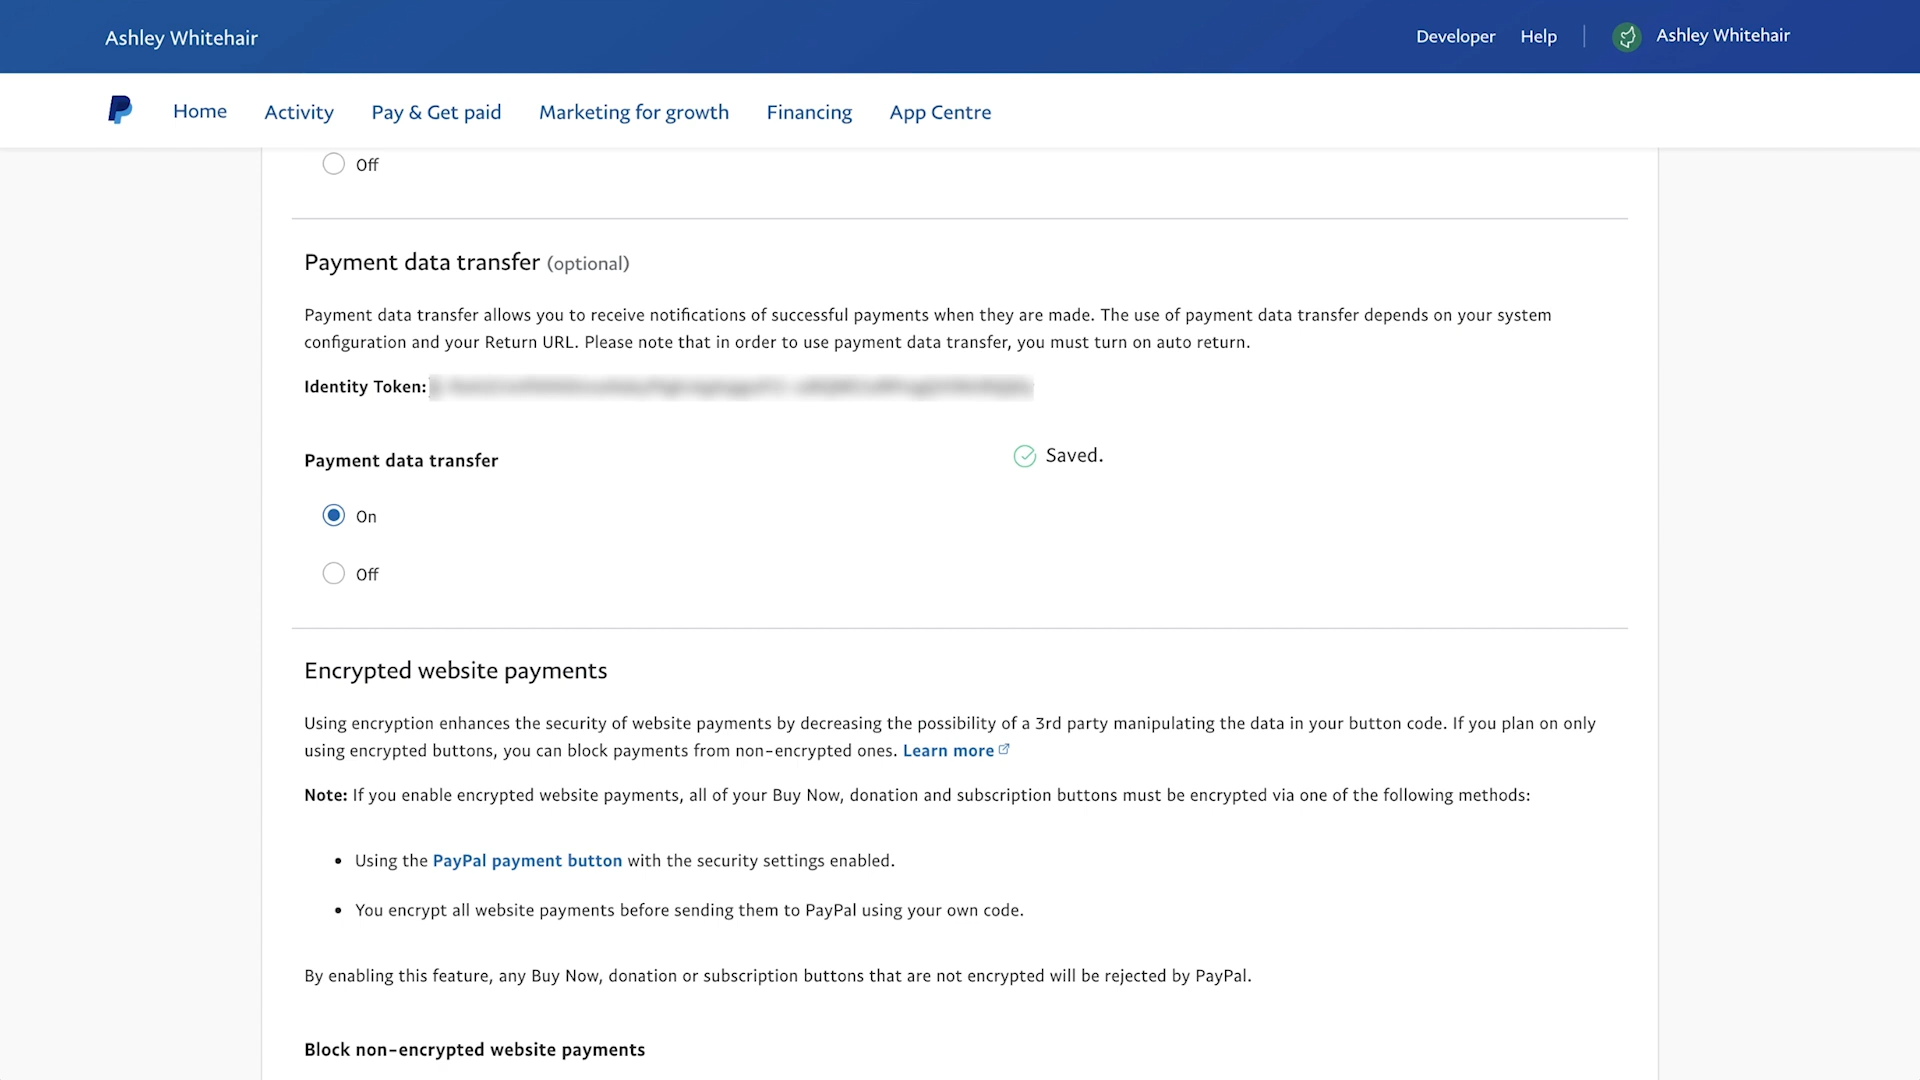 Ashley Whitehair
Developer Help Ashley Whitehair
Home Activity Pay & Get paid Marketing for growth Financing App Centre
Off
Payment data transfer (optional)
Payment data transfer allows you to receive notifications of successful payments when they are made. The use of payment data transfer depends on your system
configuration and your Return URL. Please note that in order to use payment data transfer, you must turn on auto return.
Identity Token:
Payment data transfer
Saved.
On
Off
Encrypted website payments
Using encryption enhances the security of website payments by decreasing the possibility of a 3rd party manipulating the data in your button code. If you plan on only
using encrypted buttons, you can block payments from non-encrypted ones. Learn more
Note: If you enable encrypted website payments, all of your Buy Now, donation and subscription buttons must be encrypted via one of the following methods:
• Using the PayPal payment button with the security settings enabled.
• You encrypt all website payments before sending them to PayPal using your own code.
By enabling this feature, any Buy Now, donation or subscription buttons that are not encrypted will be rejected by PayPal.
Block non-encrypted website payments